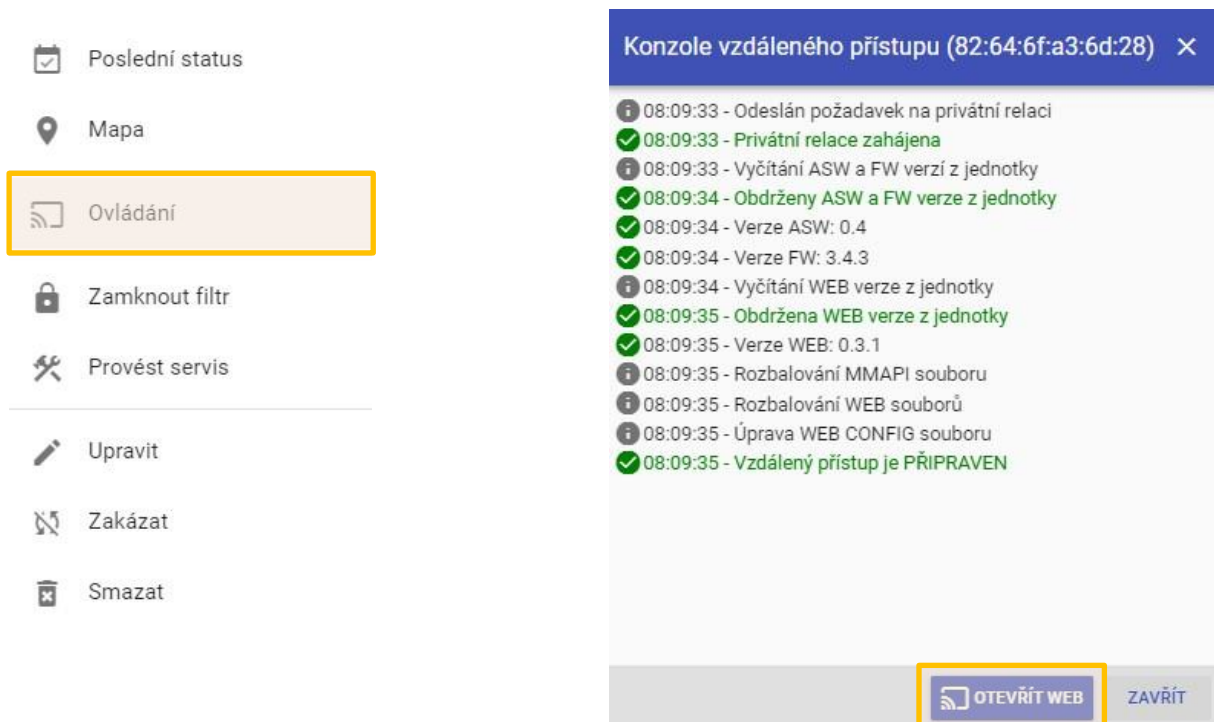 Poslední status
Mapa
Ovládání
Zamknout filtr
Provést servis
Upravit
Zakázat
Smazat
Konzole vzdáleného přístupu (82:64:6f:a3:6d:28)
08:09:33 - Odeslán požadavek na privátní relaci
08:09:33 - Privátní relace zahájena
08:09:33 - Vyčítání ASW a FW verzí z jednotky
08:09:34 - Obdrženy ASW a FW verze z jednotky
08:09:34 - Verze ASW: 0.4
08:09:34 - Verze FW: 3.4.3
08:09:34 - Vyčítání WEB verze z jednotky
08:09:35 - Obdržena WEB verze z jednotky
08:09:35 - Verze WEB: 0.3.1
08:09:35 - Rozbalování MMAPI souboru
08:09:35 - Rozbalování WEB souborů
08:09:35 - Úprava WEB CONFIG souboru
08:09:35 - Vzdálený přístup je PŘIPRAVEN
OTEVŘÍT WEB ZAVŘÍT